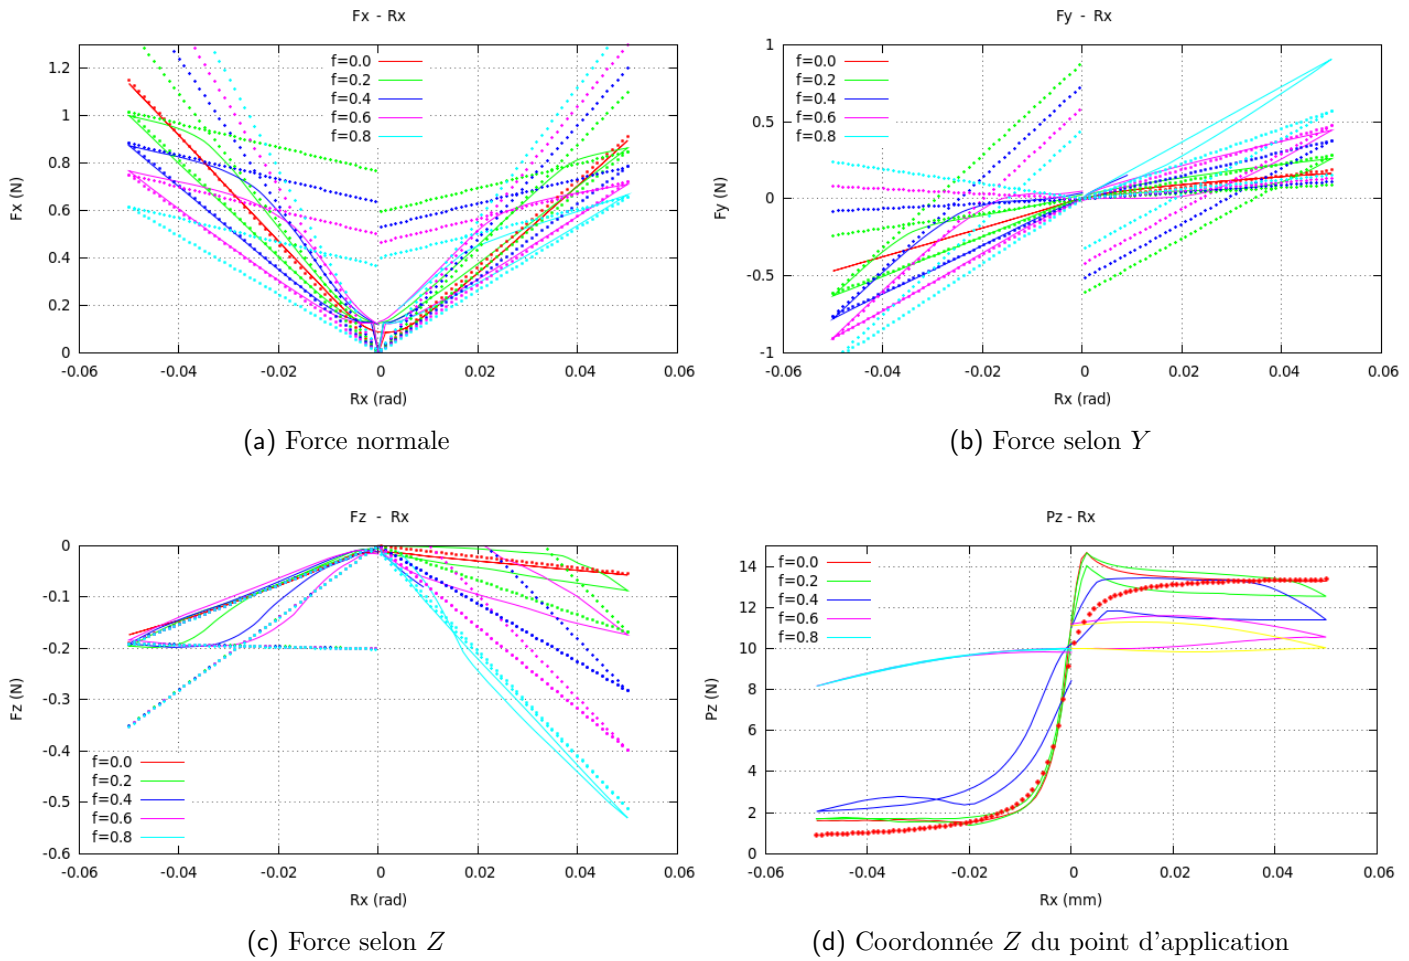 Fx - Rx
1.2
1
0.8
0.6
0.4
0.2
0
Fx (N)
f=0.0
f=0.2
f=0.4
f=0.6
f=0.8
-0.06 -0.04 -0.02 0 0.02 0.04 0.06
Rx (rad)
(a) Force normale
Fy - Rx
1
0.5
0
-0.5
-1
Fy (N)
f=0.0
f=0.2
f=0.4
f=0.6
f=0.8
-0.06 -0.04 -0.02 0 0.02 0.04 0.06
Rx (rad)
(b) Force selon Y
Fz - Rx
0
-0.1
-0.2
-0.3
-0.4
-0.5
-0.6
Fz (N)
f=0.0
f=0.2
f=0.4
f=0.6
f=0.8
-0.06 -0.04 -0.02 0 0.02 0.04 0.06
Rx (rad)
(c) Force selon Z
Pz - Rx
14
12
10
8
6
4
2
0
Pz (N)
f=0.0
f=0.2
f=0.4
f=0.6
f=0.8
-0.06 -0.04 -0.02 0 0.02 0.04 0.06
Rx (mm)
(d) Coordonnée Z du point d'application